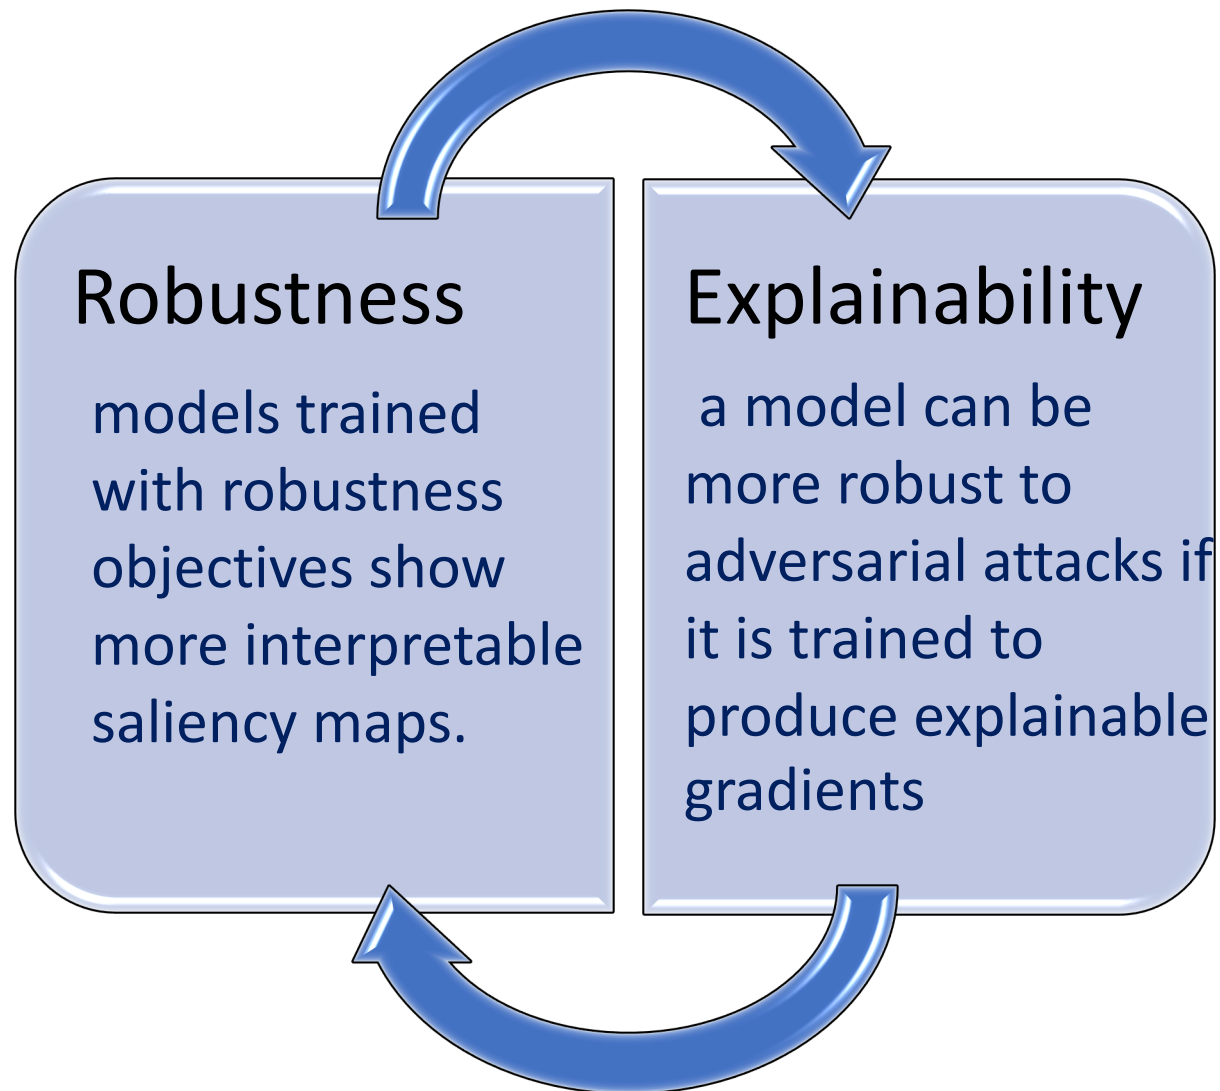 Robustness
models trained
with robustness
objectives show
more interpretable
saliency maps.
Explainability
a model can be
more robust to
adversarial attacks if
it is trained to
produce explainable
gradients